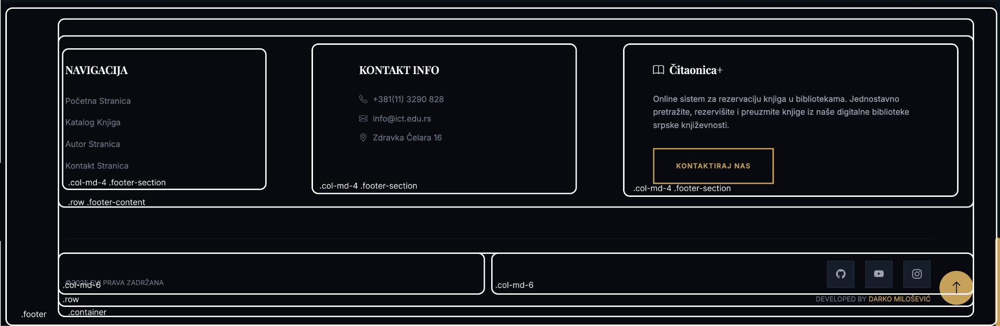 NAVIGACIJA
Početna Stranica
Katalog Knjiga
Autor Stranica
Kontakt Stranica
.col-md-4 .footer-section
KONTAKT INFO
+381(11) 3290 828
info@ict.edu.rs
Zdravka Čelara 16
.col-md-4 .footer-section
Čitaonica+
Online sistem za rezervaciju knjiga u bibliotekama. Jednostavno
pretražite, rezervišite i preuzmite knjige iz naše digitalne biblioteke
srpske književnosti.
KONTAKTIRAJ NAS
.col-md-4 .footer-section
.row .footer-content
©2025 SVI PRAVA ZADRŽANA
.col-md-6
.col-md-6
DEVELOPED BY DARKO MILOŠEVIĆ
.row
.container
.footer